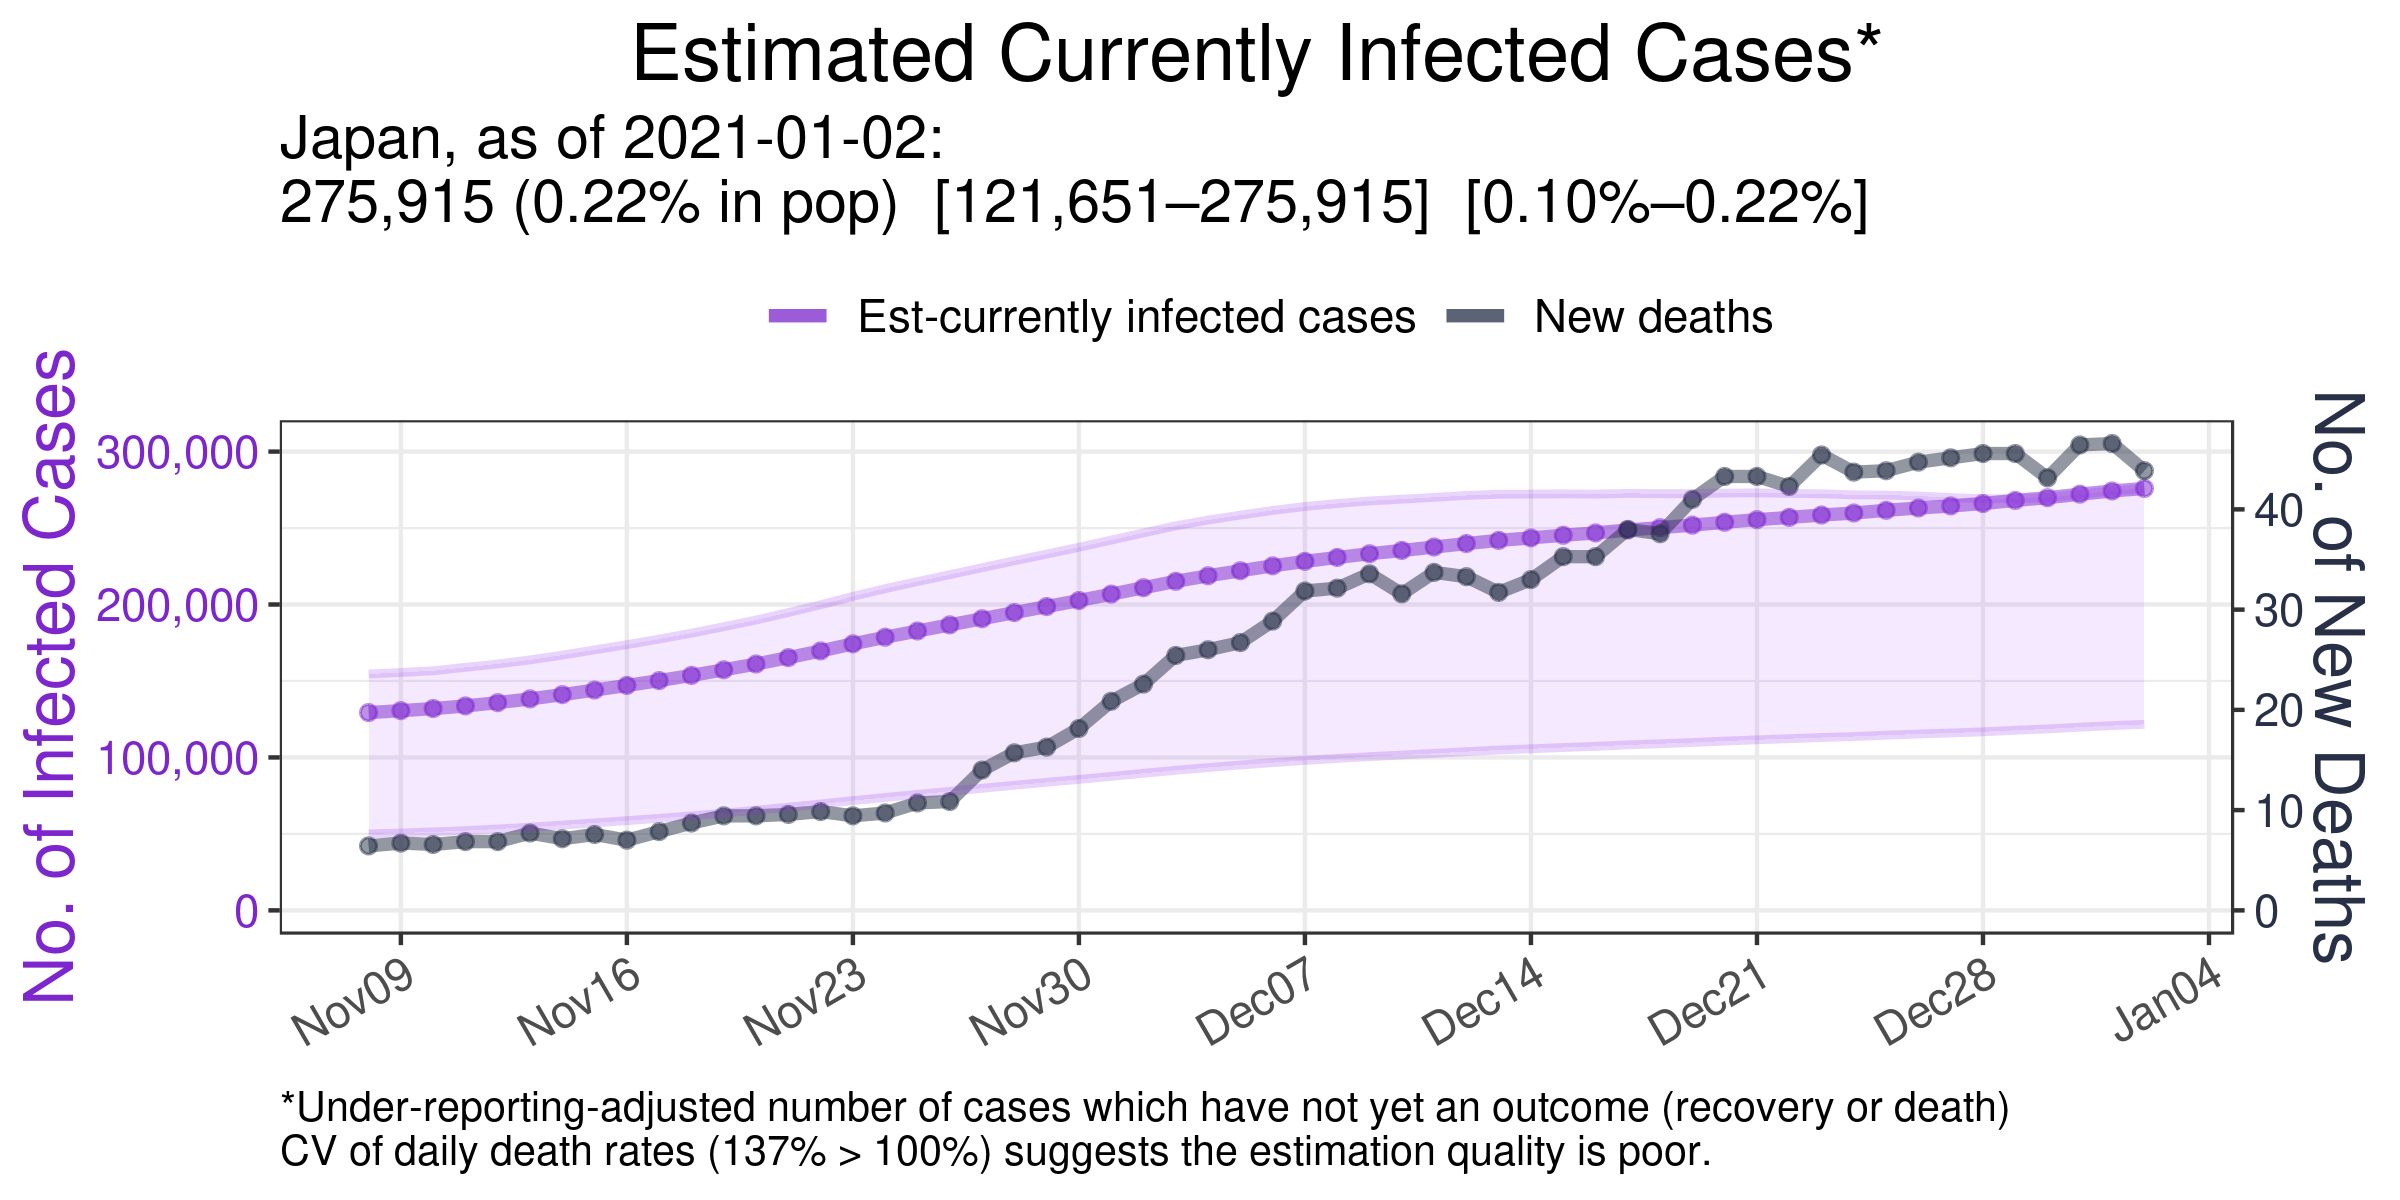 Estimated Currently Infected Cases*
Japan, as of 2021-01-02:
275,915 (0.22% in pop)  [121,651–275,915]  [0.10%–0.22%]
Est-currently infected cases
New deaths
No. of Infected Cases
300,000
200,000
100,000
0
No. of New Deaths
40
30
20
10
0
Nov09
Nov16
Nov23
Nov30
Dec07
Dec14
Dec21
Dec28
Jan04
*Under-reporting-adjusted number of cases which have not yet an outcome (recovery or death)
CV of daily death rates (137% > 100%) suggests the estimation quality is poor.